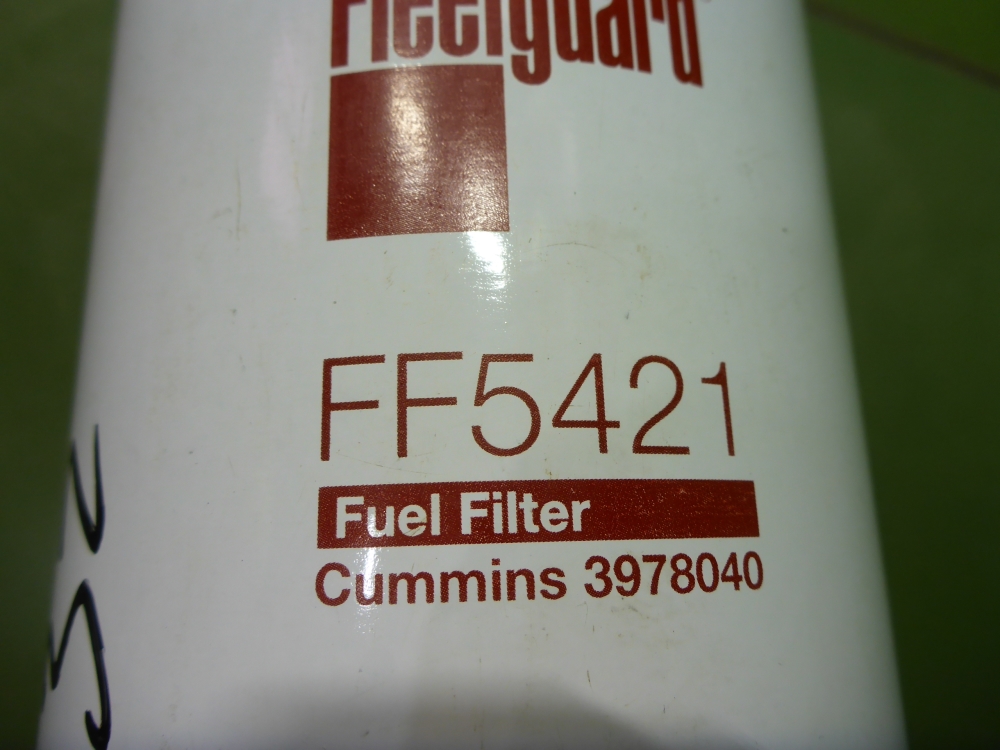 Fleetguard
FF5421
Fuel Filter
Cummins 3978040